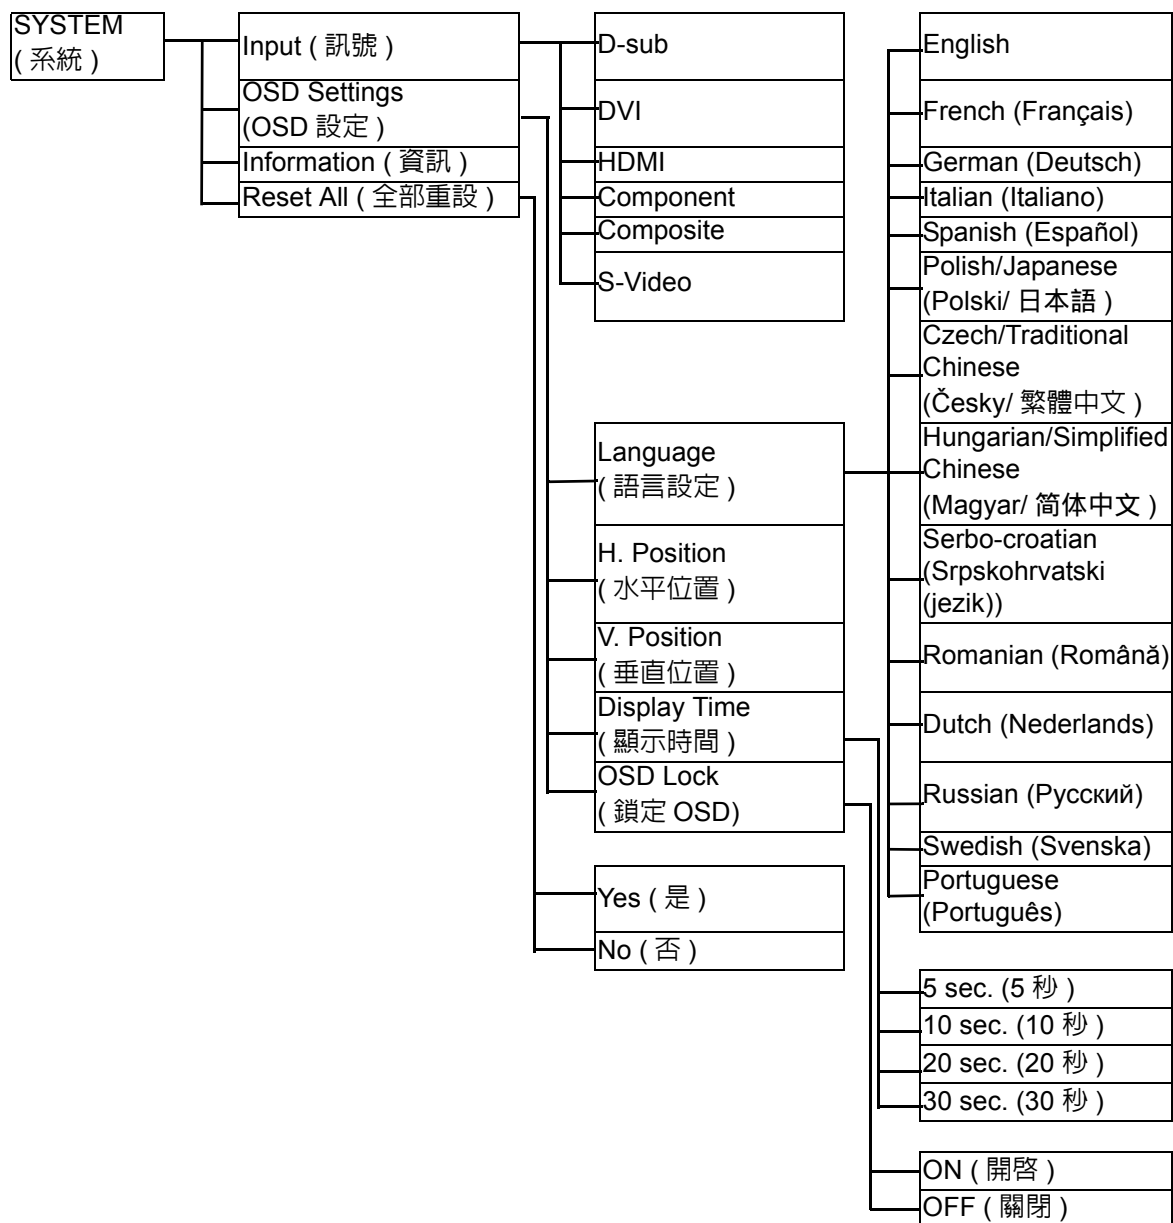 SYSTEM
( 系統 )
Input ( 訊號 )
OSD Settings
(OSD 設定 )
Information ( 資訊 )
Reset All ( 全部重設 )
D-sub
DVI
HDMI
Component
Composite
S-Video
Language
( 語言設定 )
H. Position
( 水平位置 )
V. Position
( 垂直位置 )
Display Time
( 顯示時間 )
OSD Lock
( 鎖定 OSD)
Yes ( 是 )
No ( 否 )
English
French (Français)
German (Deutsch)
Italian (Italiano)
Spanish (Español)
Polish/Japanese
(Polski/ 日本語 )
Czech/Traditional
Chinese
(Česky/ 繁體中文 )
Hungarian/Simplified
Chinese
(Magyar/ 简体中文 )
Serbo-croatian
(Srpskohrvatski
(jezik))
Romanian (Română)
Dutch (Nederlands)
Russian (Русский)
Swedish (Svenska)
Portuguese
(Português)
5 sec. (5 秒 )
10 sec. (10 秒 )
20 sec. (20 秒 )
30 sec. (30 秒 )
ON ( 開啓 )
OFF ( 關閉 )